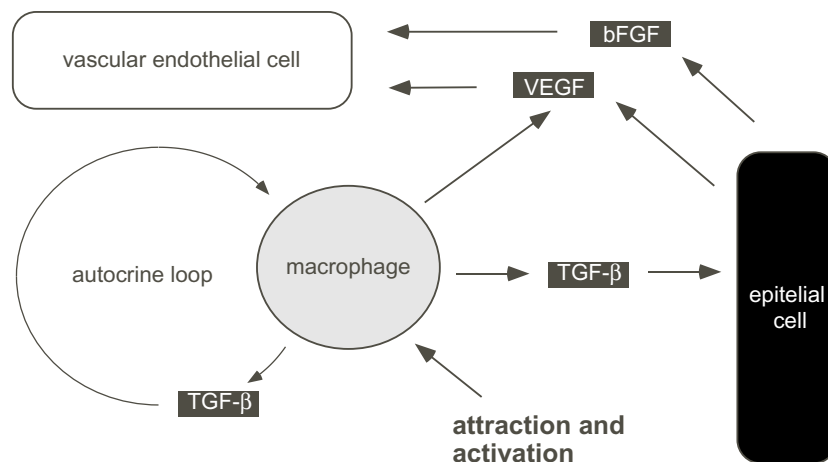 bFGF
vascular endothelial cell
VEGF
autocrine loop
macrophage
TGF-β
epitelial
cell
TGF-β
attraction and
activation